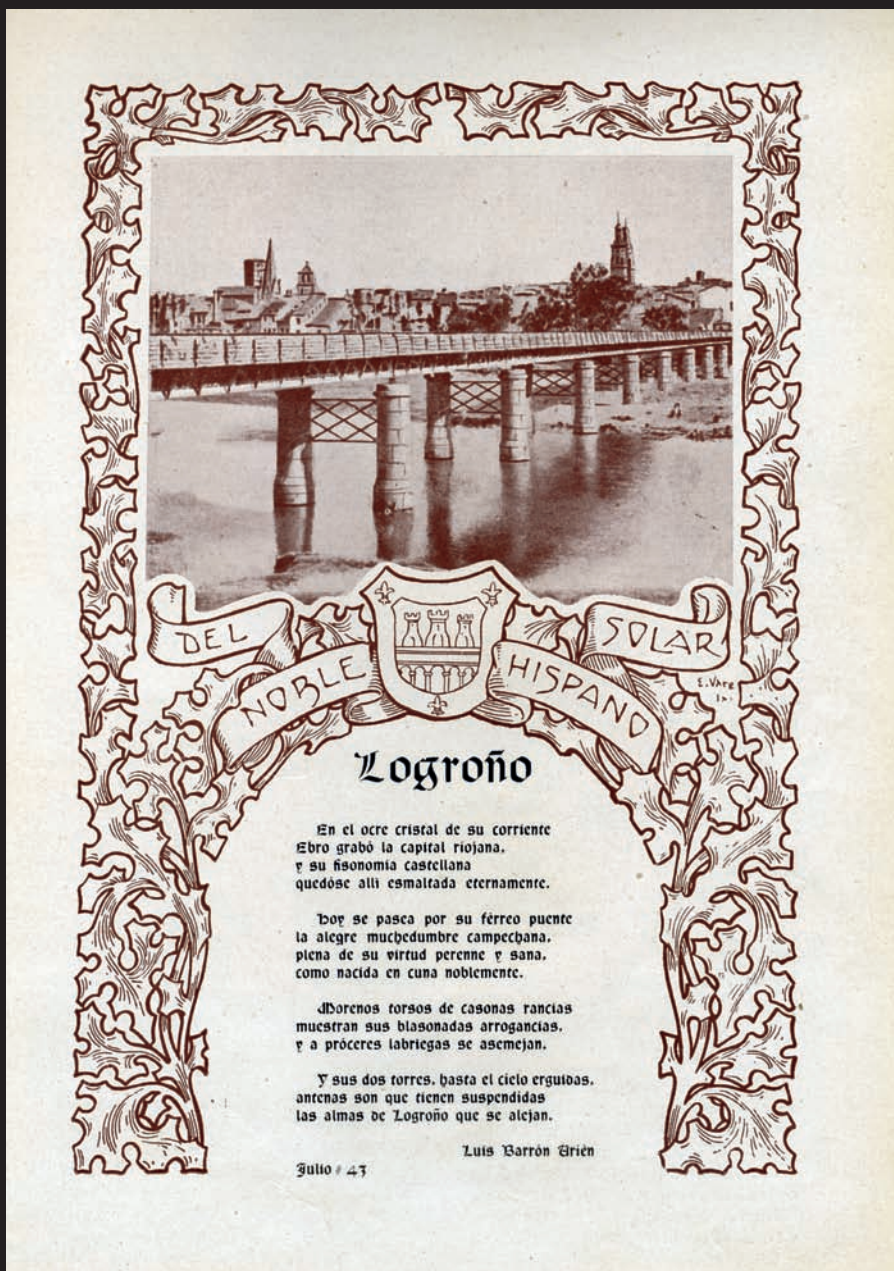 DEL
NOBLE
HISPANO
SOLAR
Logroño
En el ocre cristal de su corriente
Ebro grabó la capital riojana,
y su fisonomía castellana
quedóse allí esmaltada eternamente.
Hoy se pasea por su férreo puente
la alegre muchedumbre campechana,
plena de su virtud perenne y sana,
como nacida en cuna noblemente.
Morenos torsos de casonas rancias
muestran sus blasonadas arrogancias,
y a próceres labriegas se asemejan.
Y sus dos torres, hasta el cielo erguidas,
antenas son que tienen suspendidas
las almas de Logroño que se alejan.
Luis Barrón Urién
Julio 43